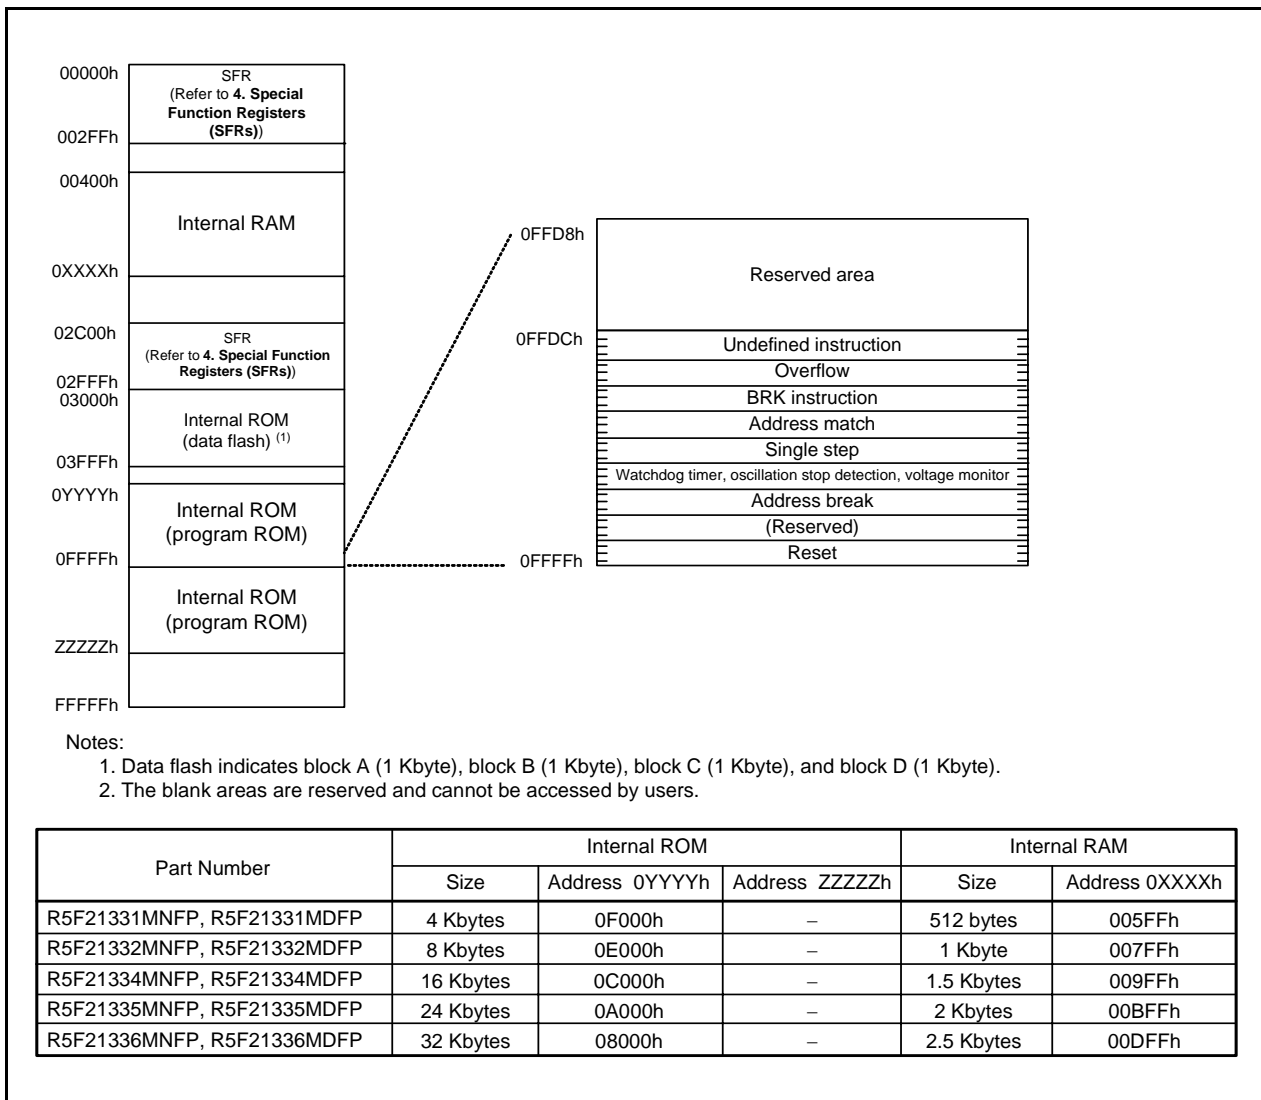 00000h
SFR
(Refer to 4. Special
Function Registers
(SFRs))
002FFh
00400h
Internal RAM
0XXXXh
02C00h
SFR
(Refer to 4. Special Function
Registers (SFRs))
02FFFh
03000h
Internal ROM
(data flash) (1)
03FFFh
0YYYYh
Internal ROM
(program ROM)
0FFFFh
Internal ROM
(program ROM)
ZZZZZh
FFFFFh
0FFD8h
Reserved area
0FFDCh
Undefined instruction
Overflow
BRK instruction
Address match
Single step
Watchdog timer, oscillation stop detection, voltage monitor
Address break
(Reserved)
0FFFFh
Reset
Notes:
1. Data flash indicates block A (1 Kbyte), block B (1 Kbyte), block C (1 Kbyte), and block D (1 Kbyte).
2. The blank areas are reserved and cannot be accessed by users.
Part Number Internal ROM Internal RAM
Size Address 0YYYYh Address ZZZZZh Size Address 0XXXXh
R5F21331MNFP, R5F21331MDFP 4 Kbytes 0F000h – 512 bytes 005FFh
R5F21332MNFP, R5F21332MDFP 8 Kbytes 0E000h – 1 Kbyte 007FFh
R5F21334MNFP, R5F21334MDFP 16 Kbytes 0C000h – 1.5 Kbytes 009FFh
R5F21335MNFP, R5F21335MDFP 24 Kbytes 0A000h – 2 Kbytes 00BFFh
R5F21336MNFP, R5F21336MDFP 32 Kbytes 08000h – 2.5 Kbytes 00DFFh